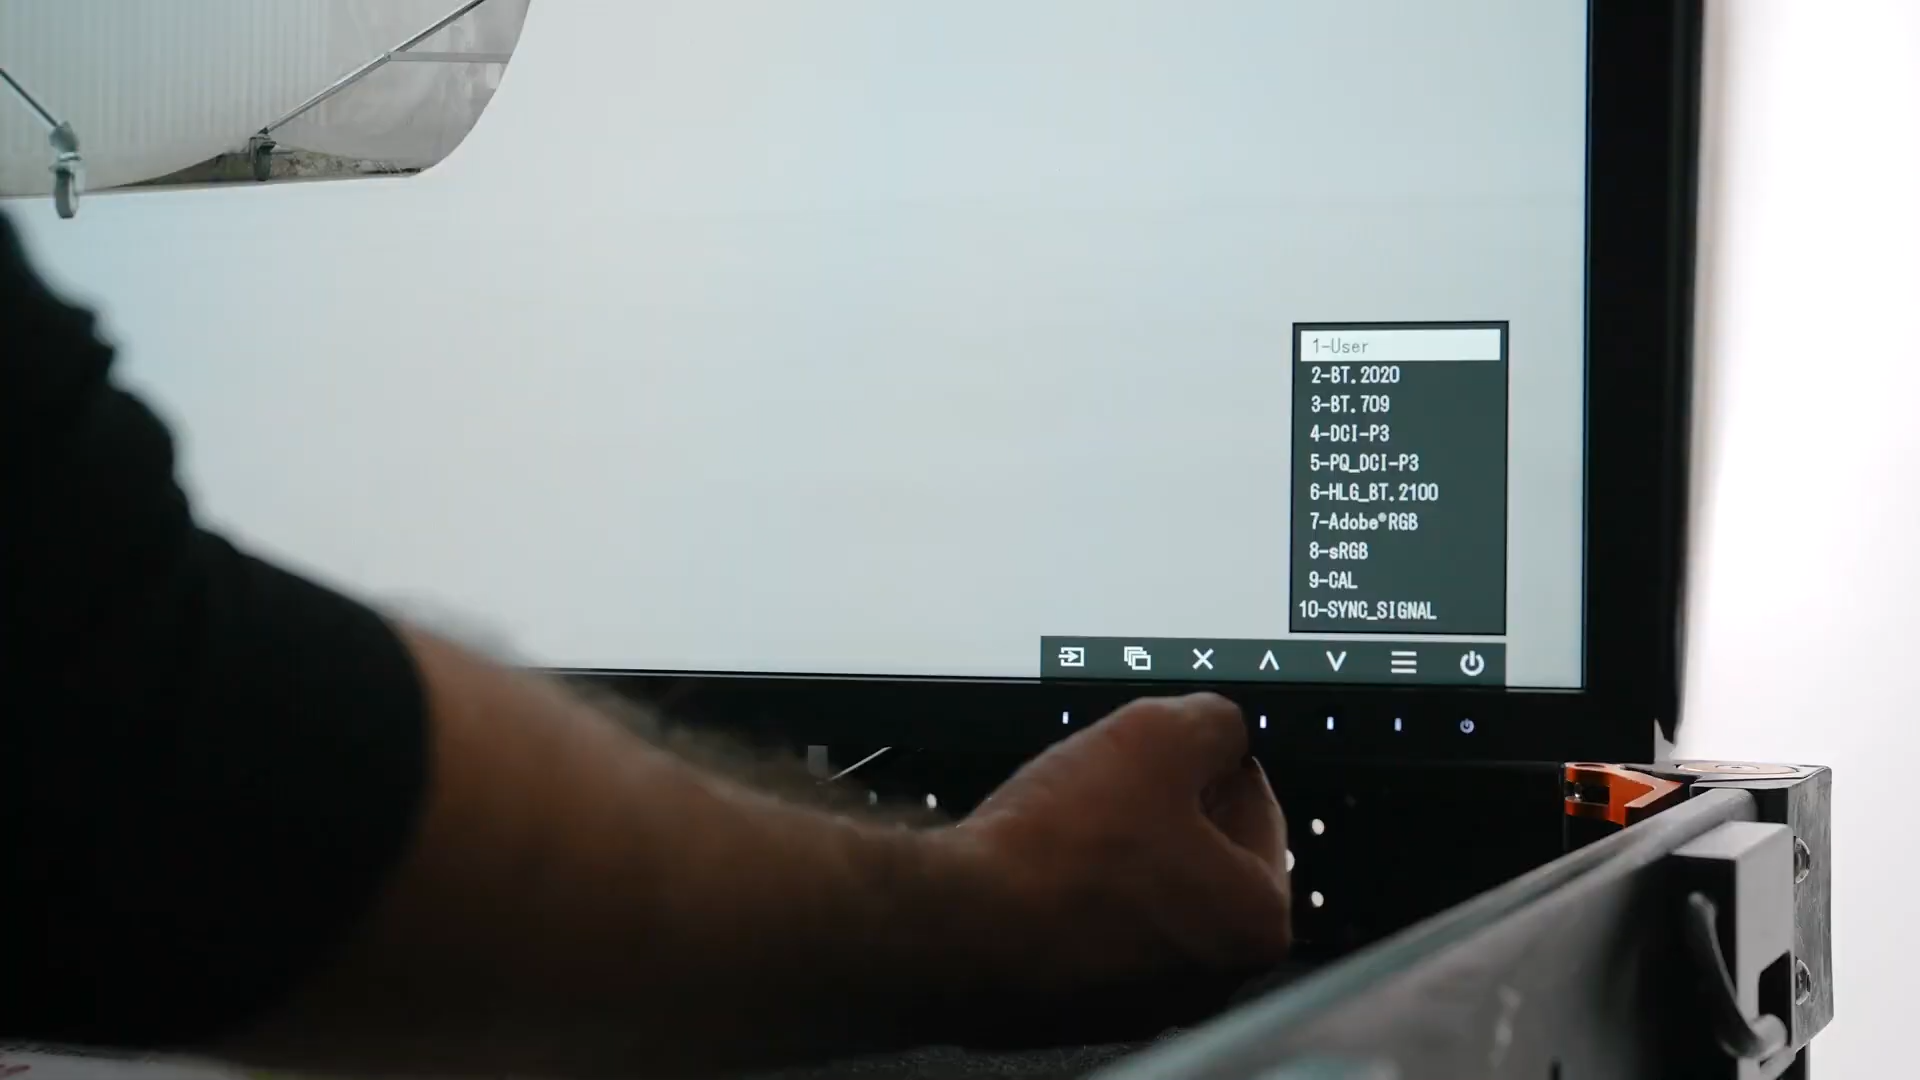 1-User
2-BT.2020
3-BT.709
4-DCI-P3
5-PQ_DCI-P3
6-HLG_BT.2100
7-Adobe®RGB
8-sRGB
9-CAL
10-SYNC_SIGNAL